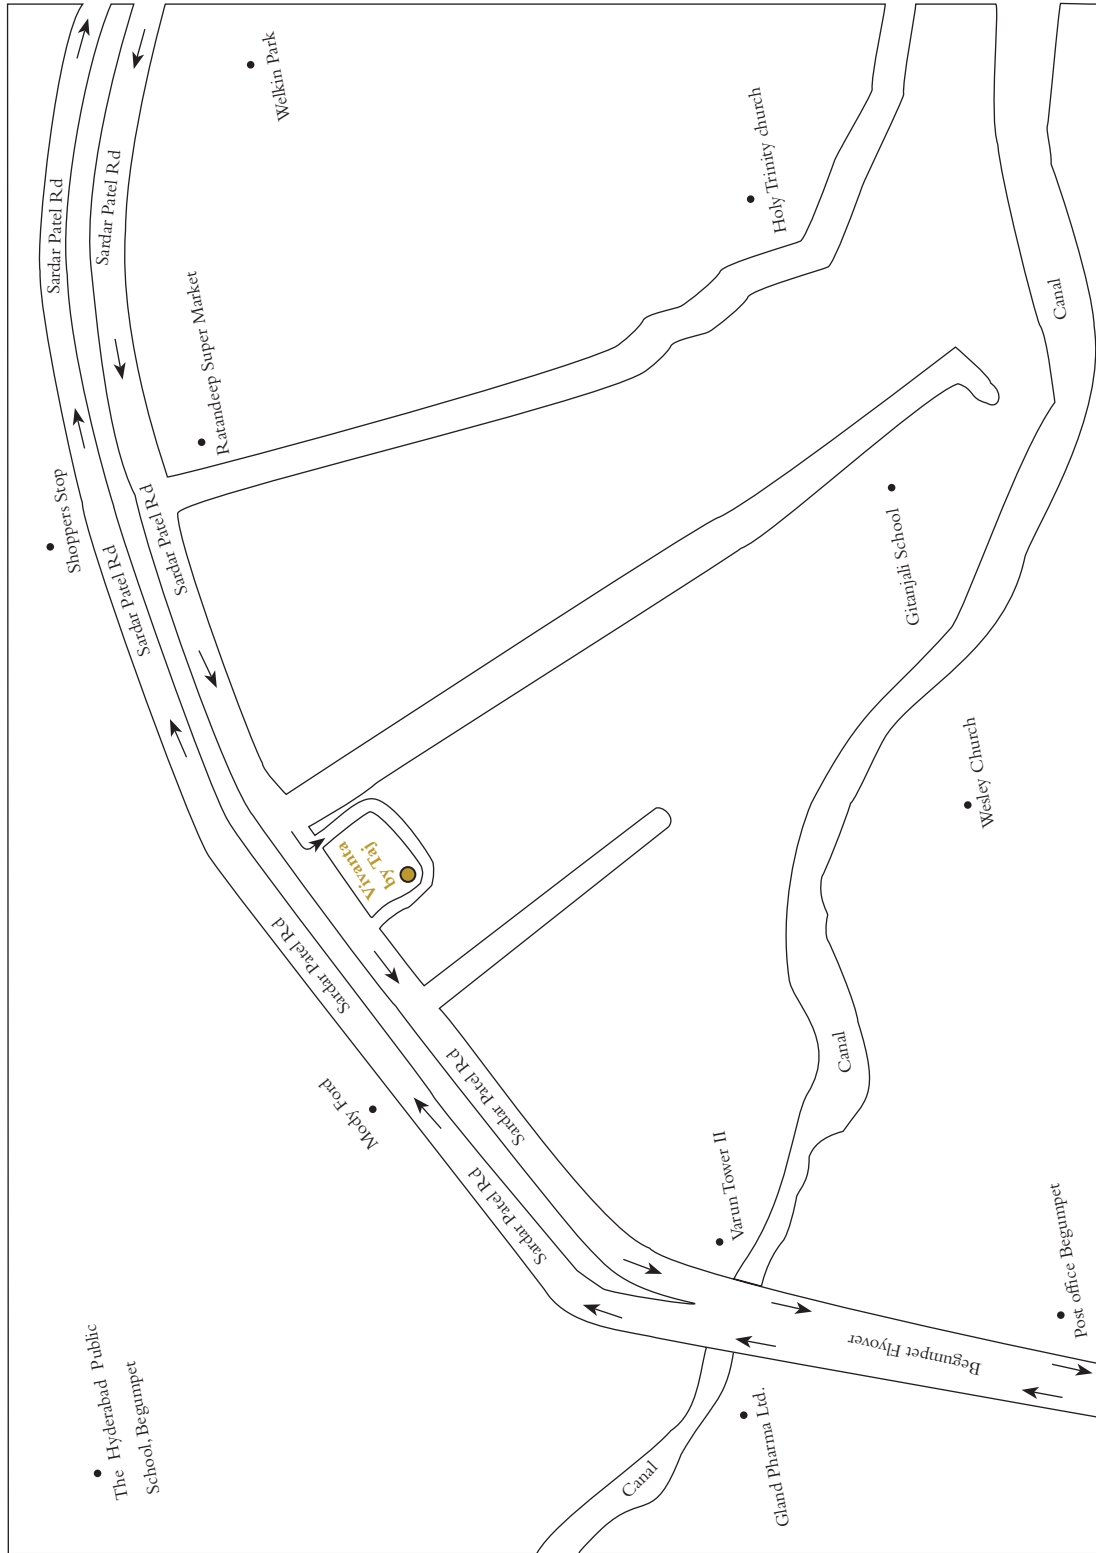 Sardar Patel Rd
Sardar Patel Rd
Welkin Park
Holy Trinity church
Ratandeep Super Market
Canal
Shoppers Stop
Sardar Patel Rd
Sardar Patel Rd
Gitanjali School
Wesley Church
Vivanta
by Taj
Sardar Patel Rd
Mody Ford
Sardar Patel Rd
Canal
Sardar Patel Rd
Varun Tower II
Post office Begumpet
Begumpet Flyover
The Hyderabad Public
School, Begumpet
Gland Pharma Ltd.
Canal